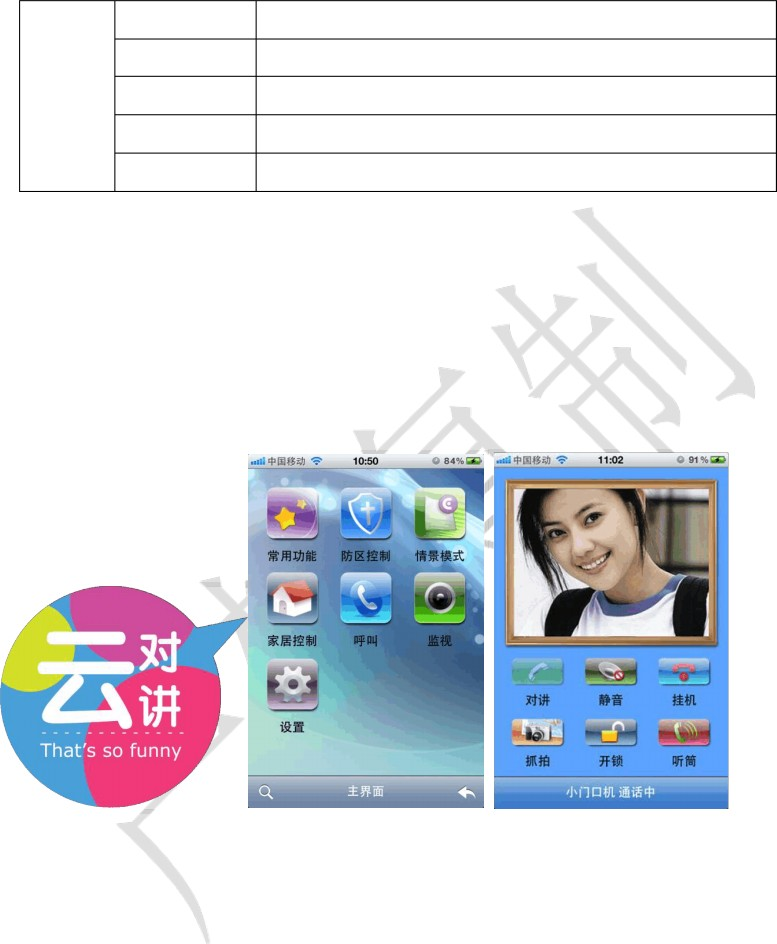 中国移动 10:50 84%
常用功能 防区控制 情景模式
家居控制 呼叫 监视
设置
主界面
中国移动 11:02 91%
对讲 静音 挂机
抓拍 开锁 听筒
小门口机 通话中
云对讲
That's so funny
复制